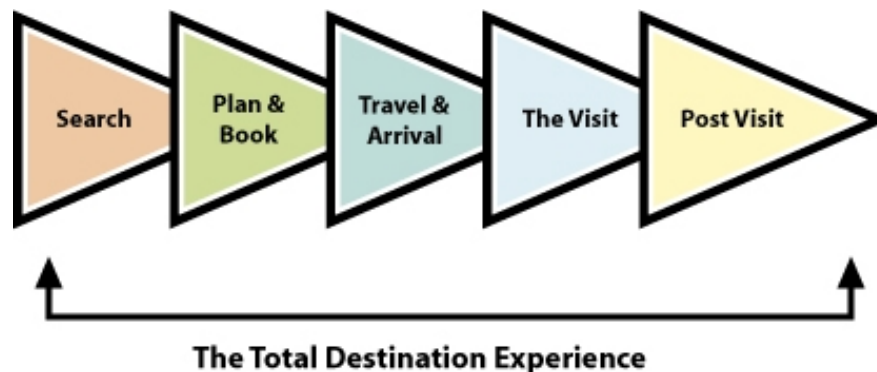 Search
Plan &
Book
Travel &
Arrival
The Visit
Post Visit
The Total Destination Experience